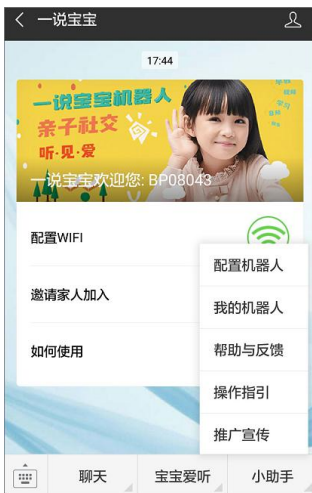 一说宝宝
17:44
一说宝宝机器人
亲子社交
听·见·爱
一说宝宝欢迎您: BP08043
配置WIFI
邀请家人加入
如何使用
配置机器人
我的机器人
帮助与反馈
操作指引
推广宣传
聊天
宝宝爱听
小助手